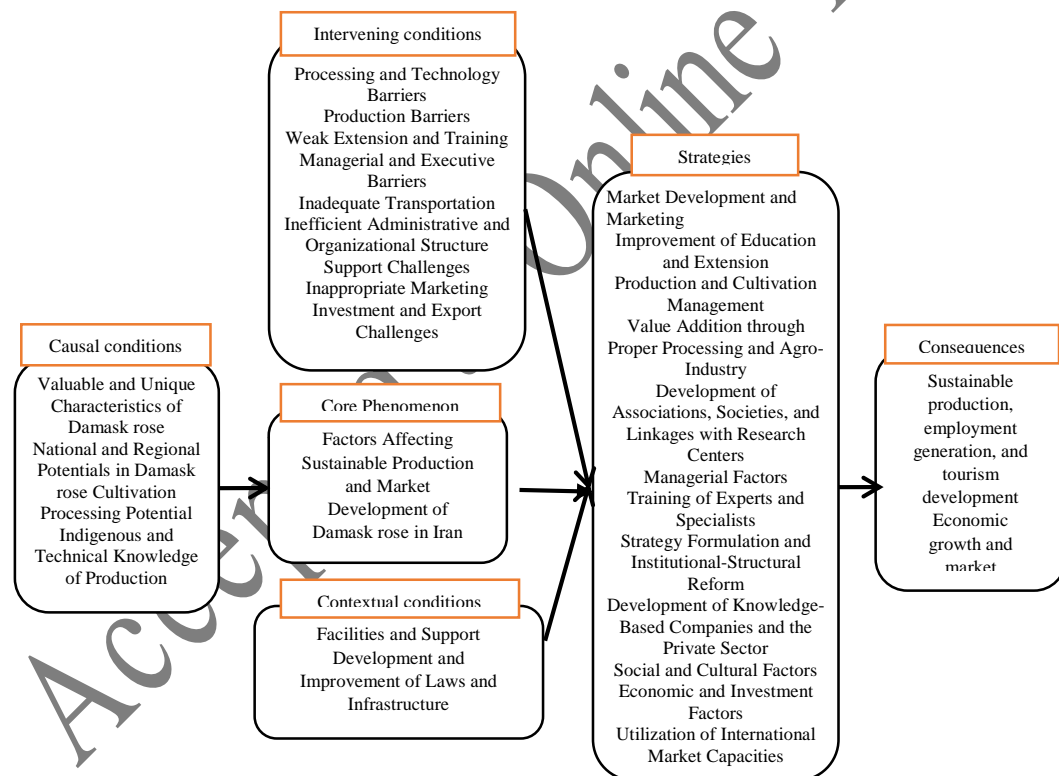 Intervening conditions
Processing and Technology
Barriers
Production Barriers
Weak Extension and Training
Managerial and Executive
Barriers
Inadequate Transportation
Inefficient Administrative and
Organizational Structure
Support Challenges
Inappropriate Marketing
Investment and Export
Challenges
Causal conditions
Valuable and Unique
Characteristics of
Damask rose
National and Regional
Potentials in Damask
rose Cultivation
Processing Potential
Indigenous and
Technical Knowledge
of Production
Core Phenomenon
Factors Affecting
Sustainable Production
and Market
Development of
Damask rose in Iran
Contextual conditions
Facilities and Support
Development and
Improvement of Laws and
Infrastructure
Strategies
Market Development and
Marketing
Improvement of Education
and Extension
Production and Cultivation
Management
Value Addition through
Proper Processing and Agro-
Industry
Development of
Associations, Societies, and
Linkages with Research
Centers
Managerial Factors
Training of Experts and
Specialists
Strategy Formulation and
Institutional-Structural
Reform
Development of Knowledge-
Based Companies and the
Private Sector
Social and Cultural Factors
Economic and Investment
Factors
Utilization of International
Market Capacities
Consequences
Sustainable
production,
employment
generation, and
tourism
development
Economic
growth and
market
Online